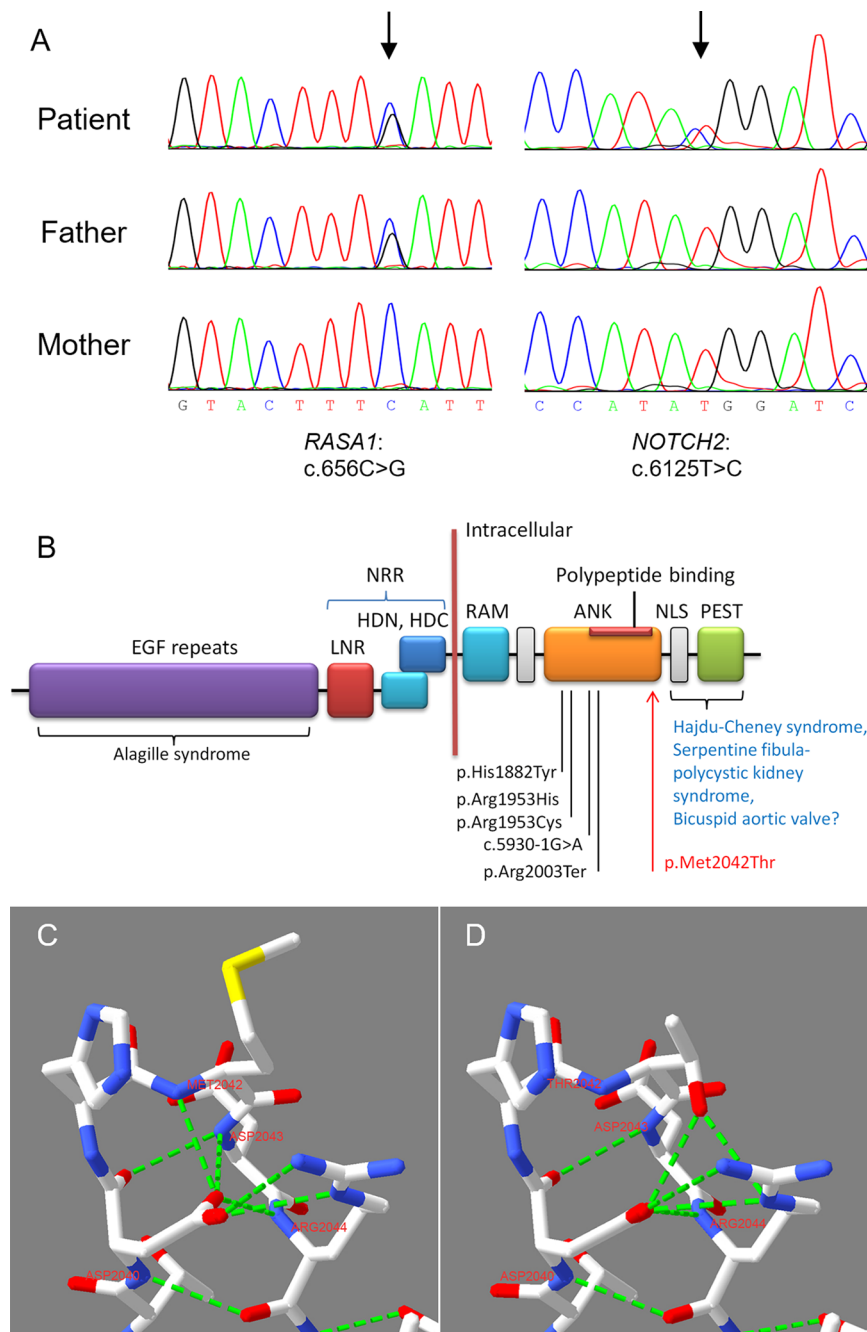 A
Patient
Father
Mother
G T A C T T T C A T T
C C A T A T G G A T C
RASA1:
c.656C>G
NOTCH2:
c.6125T>C
B
Intracellular
NRR
Polypeptide binding
HDN, HDC
RAM
ANK
NLS
PEST
EGF repeats
LNR
Alagille syndrome
Hajdu-Cheney syndrome,
Serpentine fibula-
polycystic kidney
syndrome,
Bicuspid aortic valve?
p.His1882Tyr
p.Arg1953His
p.Arg1953Cys
c.5930-1G>A
p.Arg2003Ter
p.Met2042Thr
C
MET2042
ASP2043
ARG2044
ASP2040
D
THR2042
ASP2043
ARG2044
ASP2040